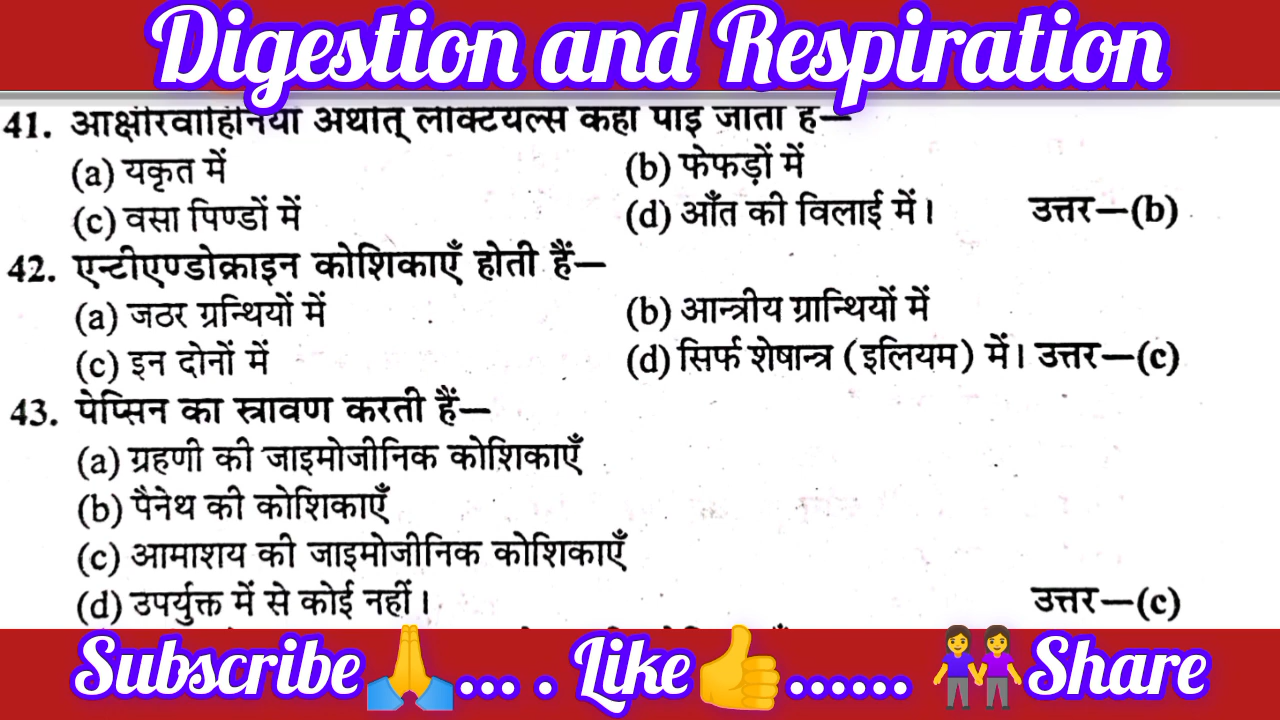 Digestion and Respiration
41. आक्षीरवाहिनियाँ अर्थात् लैक्टियल्स कहाँ पाई जाती हैं—
(a) यकृत में (b) फेफड़ों में
(c) वसा पिण्डों में (d) आँत की विलाई में। उत्तर—(b)
42. एन्टीएण्डोक्राइन कोशिकाएँ होती हैं—
(a) जठर ग्रन्थियों में (b) आन्त्रीय ग्रान्थियों में
(c) इन दोनों में (d) सिर्फ शेषान्त्र (इलियम) में। उत्तर—(c)
43. पेप्सिन का स्त्रावण करती हैं—
(a) ग्रहणी की जाइमोजीनिक कोशिकाएँ
(b) पैनेथ की कोशिकाएँ
(c) आमाशय की जाइमोजीनिक कोशिकाएँ
(d) उपर्युक्त में से कोई नहीं। उत्तर—(c)
Subscribe🙏... . Like👍...... 👭Share